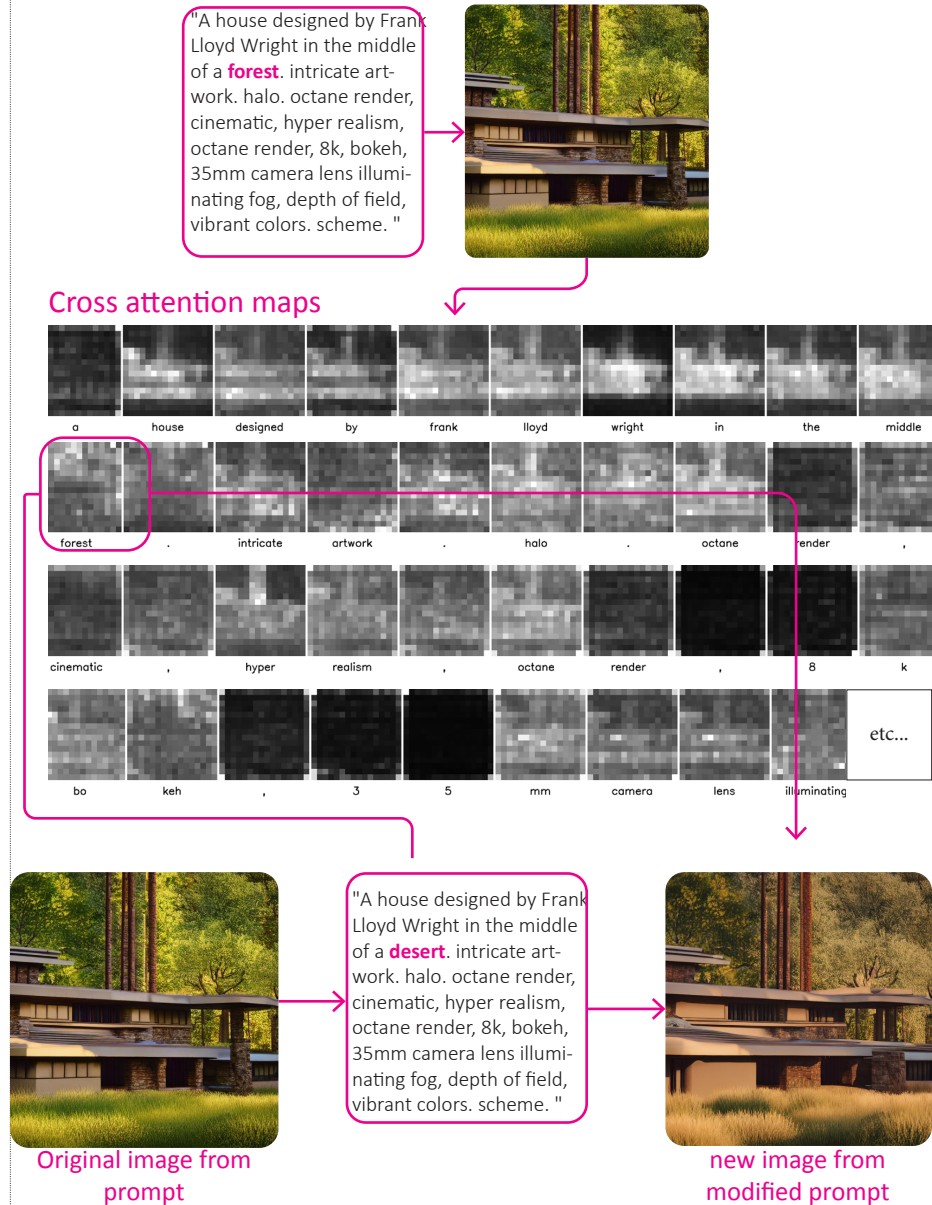 "A house designed by Frank
Lloyd Wright in the middle
of a forest. intricate art-
work. halo. octane render,
cinematic, hyper realism,
octane render, 8k, bokeh,
35mm camera lens illumi-
nating fog, depth of field,
vibrant colors. scheme. "
Cross attention maps
a house designed by frank lloyd wright in the middle
forest . intricate artwork . halo . octane render ,
cinematic , hyper realism , octane render , 8 k
etc...
bo keh , 3 5 mm camera lens illuminating
"A house designed by Frank
Lloyd Wright in the middle
of a desert. intricate art-
work. halo. octane render,
cinematic, hyper realism,
octane render, 8k, bokeh,
35mm camera lens illumi-
nating fog, depth of field,
vibrant colors. scheme. "
Original image from
prompt
new image from
modified prompt